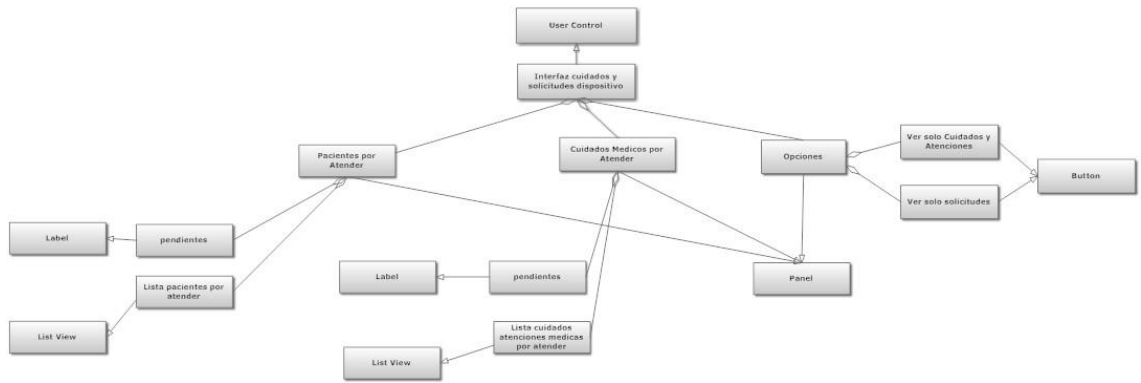 User Control
Interfaz cuidados y
solicitudes dispositivo
Pacientes por
Atender
Cuidados Medicos por
Atender
Opciones
Ver solo Cuidados y
Atenciones
Button
Ver solo solicitudes
Label
pendientes
Lista pacientes por
atender
List View
Label
pendientes
Panel
Lista cuidados
atenciones medicas
por atender
List View